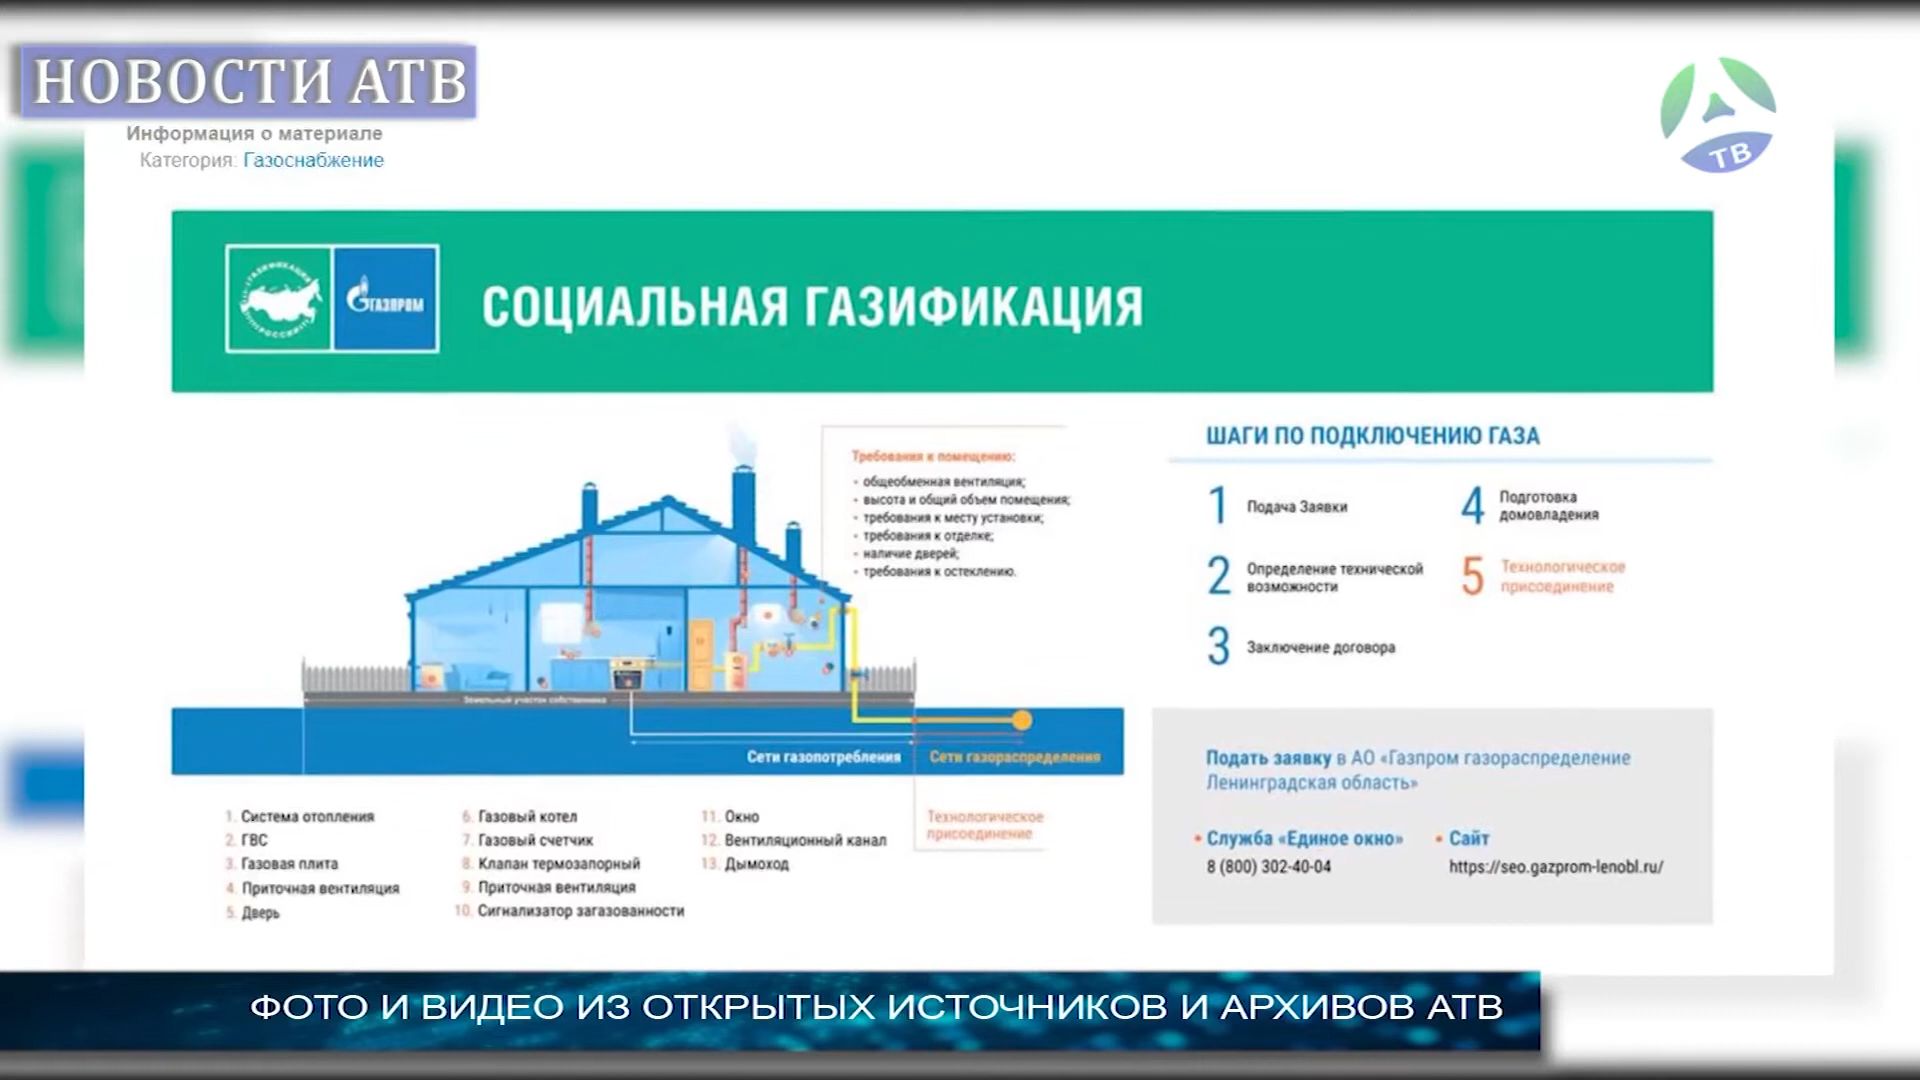 НОВОСТИ АТВ
ТВ
Информация о материале
Категория: Газоснабжение
ГАЗИФИКАЦИЯ
РОССИИ
ГАЗПРОМ
СОЦИАЛЬНАЯ ГАЗИФИКАЦИЯ
Требования к помещению:
- общеобменная вентиляция;
- высота и общий объем помещения;
- требования к месту установки;
- требования к отделке;
- наличие дверей;
- требования к остеклению.
Земельный участок собственника
Сети газопотребления
Сети газораспределения
Технологическое
присоединение
1. Система отопления
2. ГВС
3. Газовая плита
4. Приточная вентиляция
5. Дверь
6. Газовый котел
7. Газовый счетчик
8. Клапан термозапорный
9. Приточная вентиляция
10. Сигнализатор загазованности
11. Окно
12. Вентиляционный канал
13. Дымоход
ШАГИ ПО ПОДКЛЮЧЕНИЮ ГАЗА
1 Подача Заявки
2 Определение технической
возможности
3 Заключение договора
4 Подготовка
домовладения
5 Технологическое
присоединение
Подать заявку в АО «Газпром газораспределение
Ленинградская область»
• Служба «Единое окно»
8 (800) 302-40-04
• Сайт
https://seo.gazprom-lenobl.ru/
ФОТО И ВИДЕО ИЗ ОТКРЫТЫХ ИСТОЧНИКОВ И АРХИВОВ АТВ